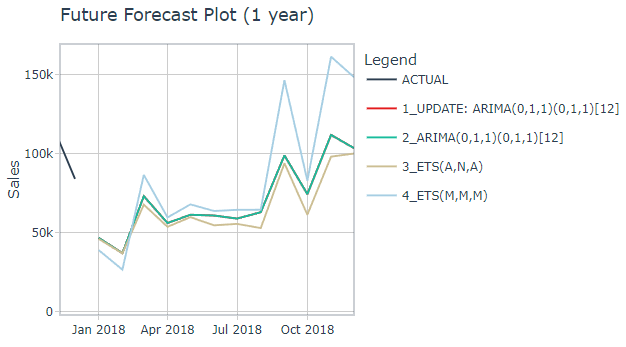 Future Forecast Plot (1 year)
Legend
ACTUAL
1_UPDATE: ARIMA(0,1,1)(0,1,1)[12]
2_ARIMA(0,1,1)(0,1,1)[12]
3_ETS(A,N,A)
4_ETS(M,M,M)
Sales
150k
100k
50k
0
Jan 2018 Apr 2018 Jul 2018 Oct 2018